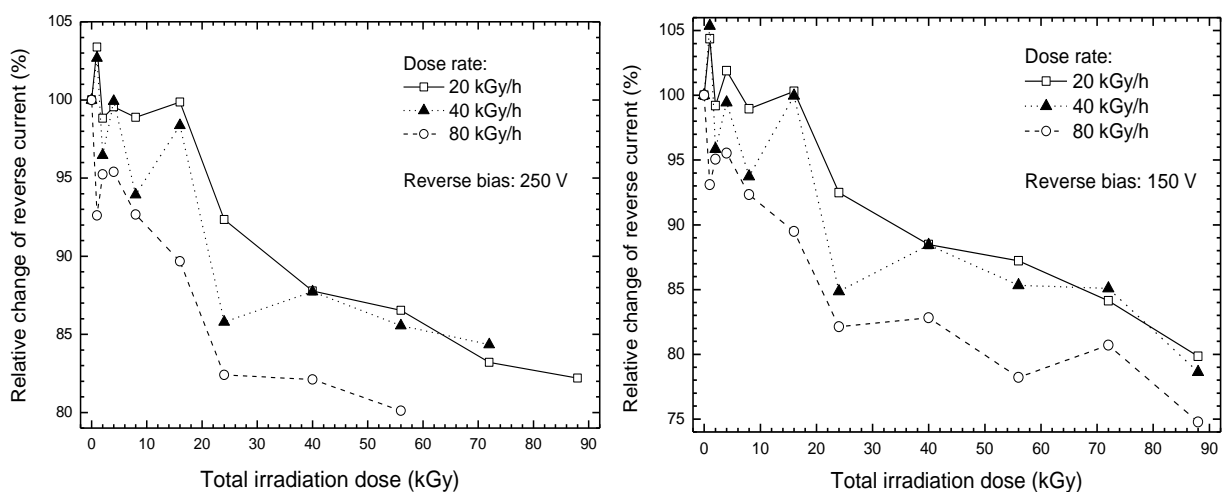 105
100
95
90
85
80
Relative change of reverse current (%)
Dose rate:
20 kGy/h
40 kGy/h
80 kGy/h
Reverse bias: 250 V
0 10 20 30 40 50 60 70 80 90
Total irradiation dose (kGy)
105
100
95
90
85
80
75
Relative change of reverse current (%)
Dose rate:
20 kGy/h
40 kGy/h
80 kGy/h
Reverse bias: 150 V
0 10 20 30 40 50 60 70 80 90
Total irradiation dose (kGy)